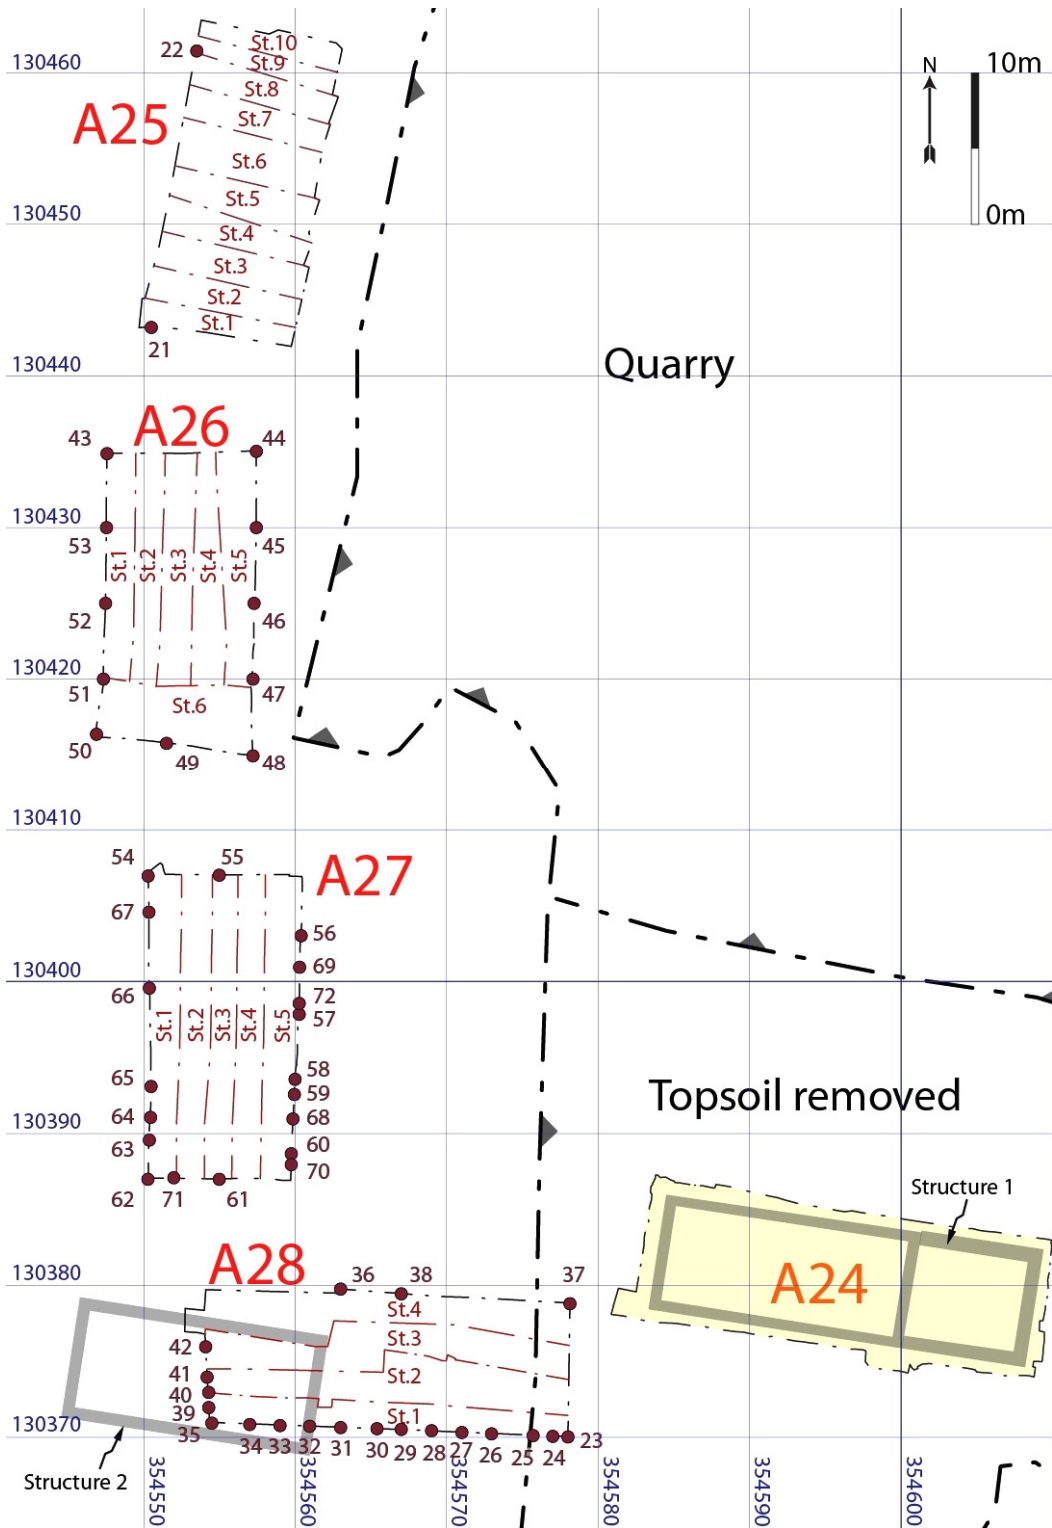 St.10
22
St.9
N
10m
130460
St.8
A25
St.7
St.6
St.5
130450
0m
St.4
St.3
St.2
St.1
21
130440
Quarry
A26
43
44
130430
53
45
St.1
St.2
St.3
St.4
St.5
52
46
130420
51
47
St.6
50
49
48
130410
54
55
A27
67
56
130400
69
66
72
57
St.1
St.2
St.3
St.4
St.5
65
58
59
Topsoil removed
64
68
130390
63
60
70
62
71
61
Structure 1
A28
130380
36
38
37
A24
St.4
42
St.3
41
St.2
40
39
St.1
130370
35
34
33
32
31
30
29
28
27
26
25
24
23
Structure 2
354550
354560
354570
354580
354590
354600